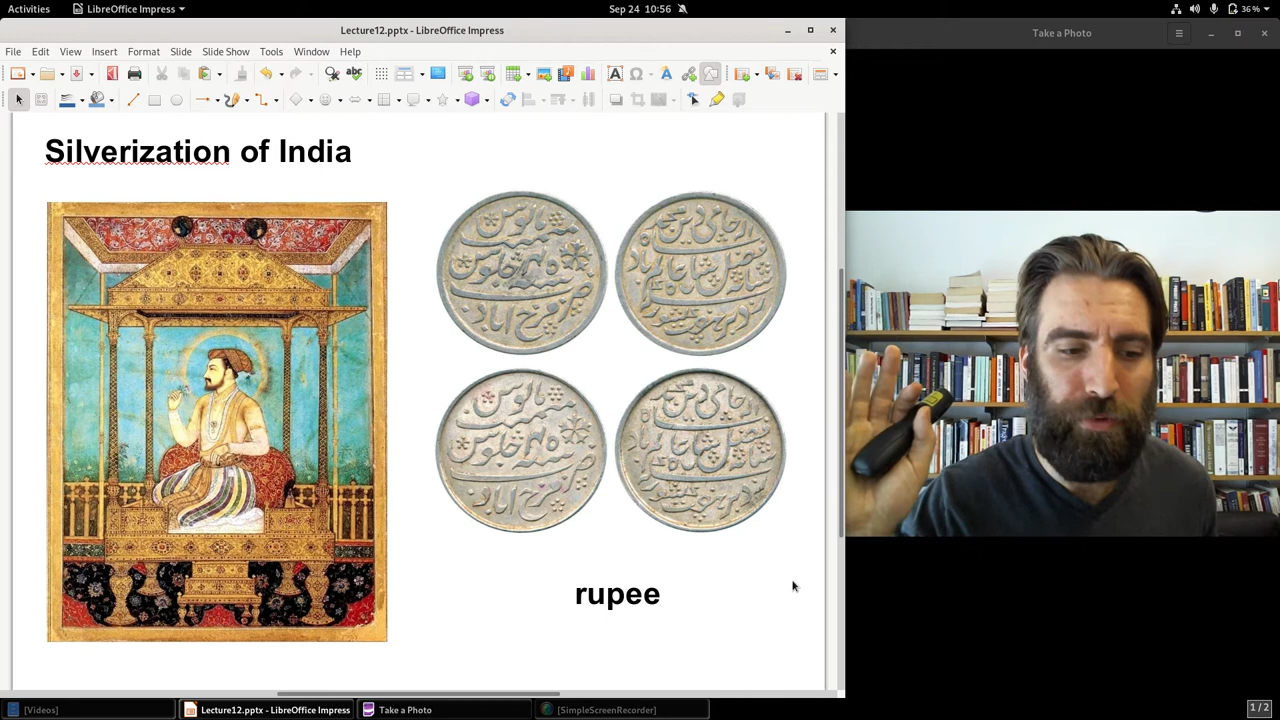 Activities
LibreOffice Impress
Sep 24 10:56
36%
Lecture12.pptx - LibreOffice Impress
Take a Photo
File Edit View Insert Format Slide Slide Show Tools Window Help
Silverization of India
rupee
[Videos]
Lecture12.pptx - LibreOffice Impress
Take a Photo
[SimpleScreenRecorder]
1/2